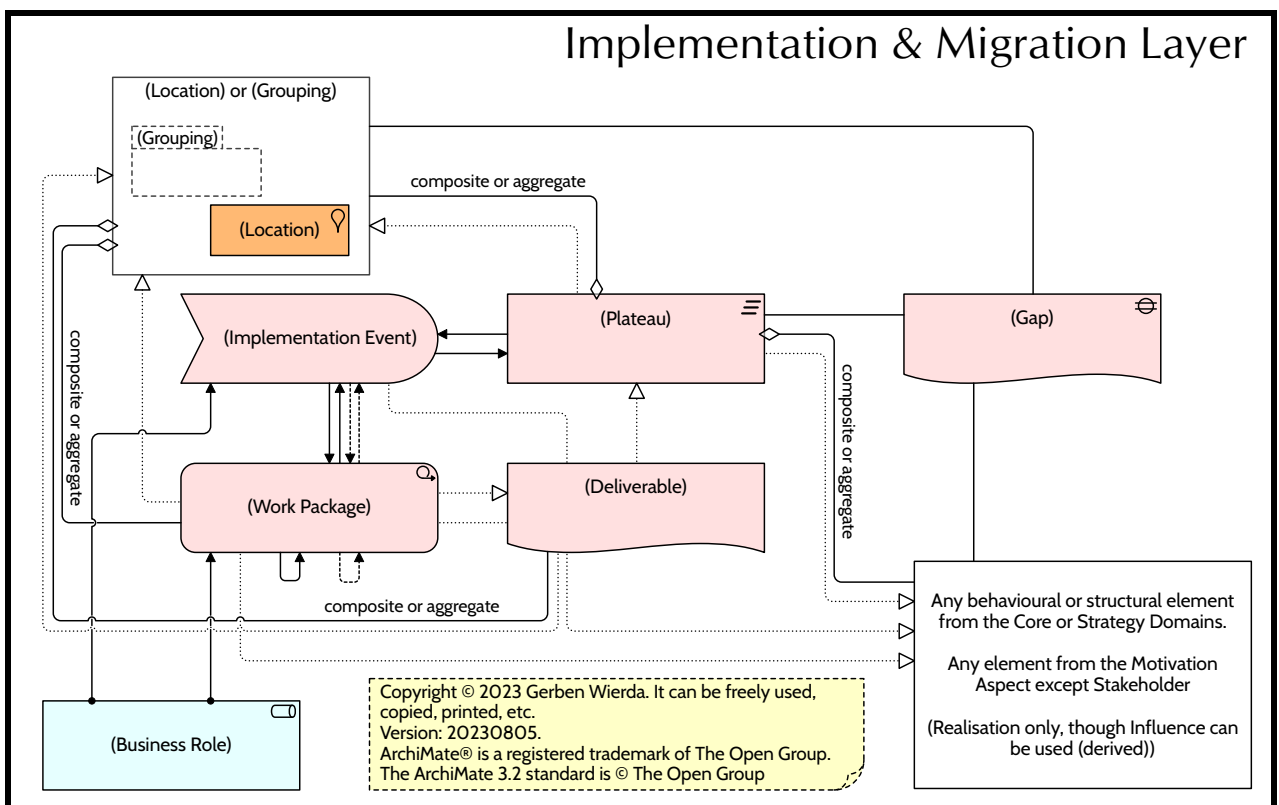 Implementation & Migration Layer
(Location) or (Grouping)
(Grouping)
(Location)
composite or aggregate
(Implementation Event)
(Plateau)
(Gap)
composite or aggregate
composite or aggregate
(Work Package)
(Deliverable)
composite or aggregate
Any behavioural or structural element
from the Core or Strategy Domains.
Any element from the Motivation
Aspect except Stakeholder
(Realisation only, though Influence can
be used (derived))
(Business Role)
Copyright © 2023 Gerben Wierda. It can be freely used,
copied, printed, etc.
Version: 20230805.
ArchiMate® is a registered trademark of The Open Group.
The ArchiMate 3.2 standard is © The Open Group